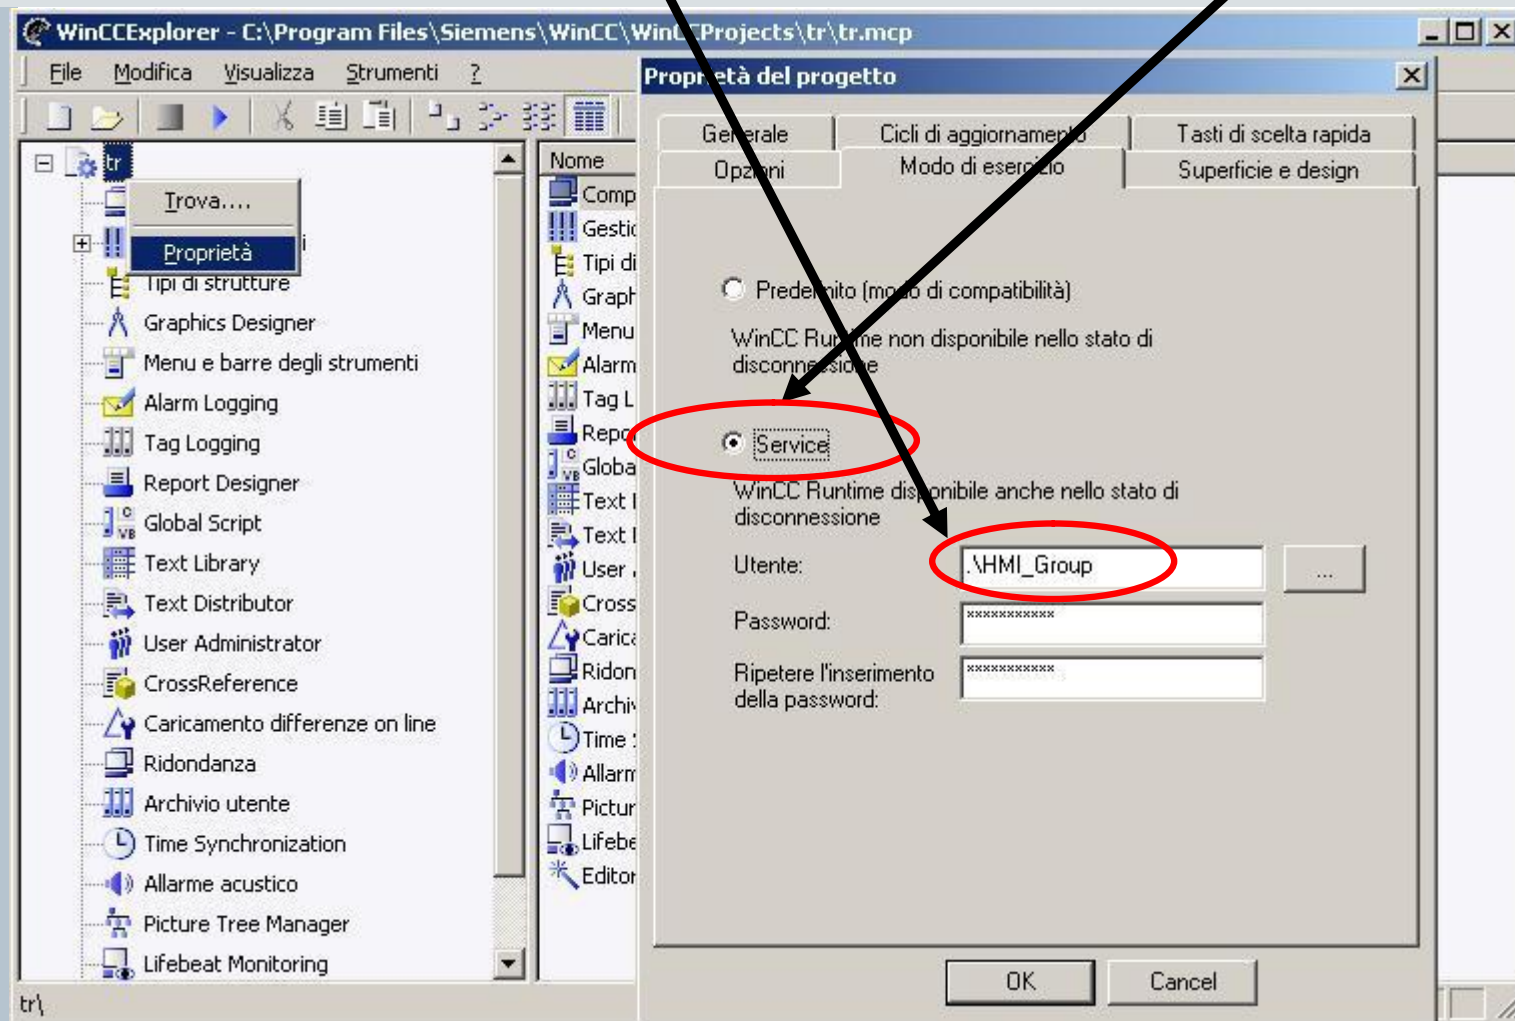 WinCCExplorer - C:\Program Files\Siemens\WinCC\WinCCProjects\tr\tr.mcp
File Modifica Visualizza Strumenti ?
tr
Trova....
Proprietà
i
Tipi di strutture
Graphics Designer
Menu e barre degli strumenti
Alarm Logging
Tag Logging
Report Designer
Global Script
Text Library
Text Distributor
User Administrator
CrossReference
Caricamento differenze on line
Ridondanza
Archivio utente
Time Synchronization
Allarme acustico
Picture Tree Manager
Lifebeat Monitoring
tr\
Nome
Comp
Gestio
Tipi di
Graph
Menu
Alarm
Tag L
Repor
Globa
Text l
Text l
User
Cross
Carica
Ridon
Archiv
Time
Allarm
Pictur
Lifebe
Editor
Proprietà del progetto
Generale Cicli di aggiornamento Tasti di scelta rapida
Opzioni Modo di esercizio Superficie e design
Predefinito (modo di compatibilità)
WinCC Runtime non disponibile nello stato di
disconnessione
Service
WinCC Runtime disponibile anche nello stato di
disconnessione
Utente: .\HMI_Group ...
Password: ***********
Ripetere l'inserimento ***********
della password:
OK Cancel